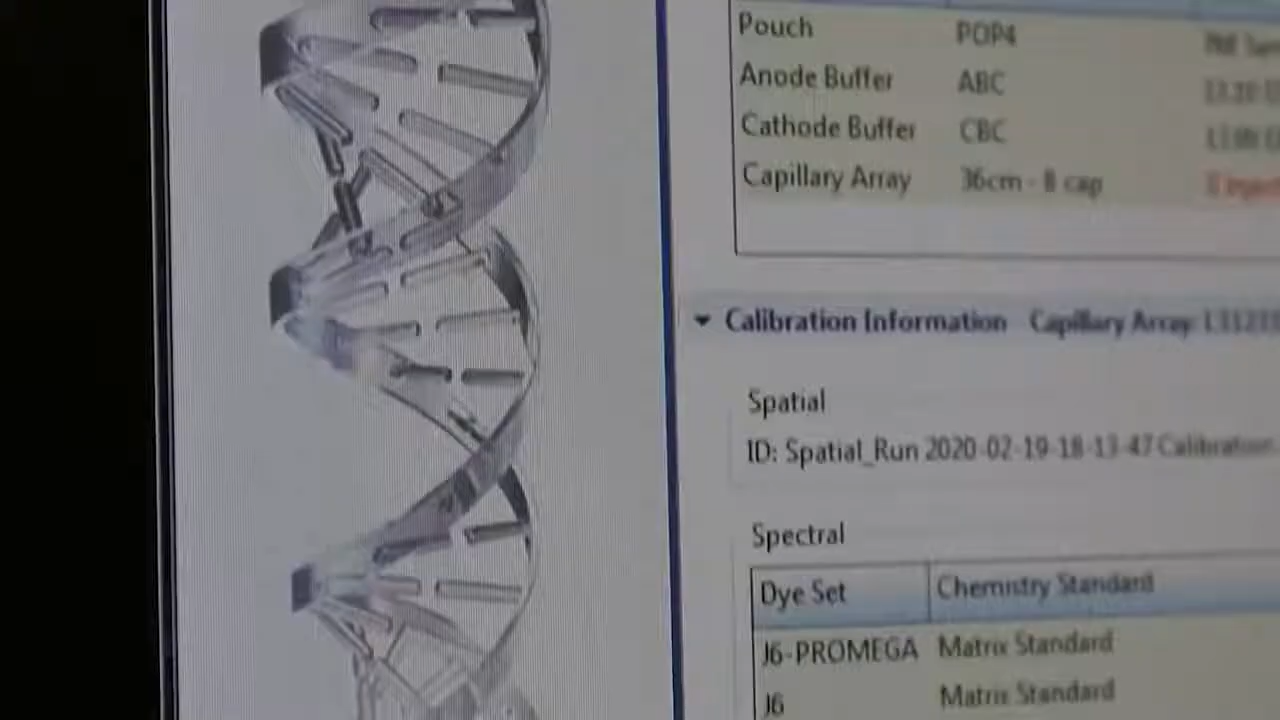 Pouch POP4
Anode Buffer ABC
Cathode Buffer CBC
Capillary Array 36cm - 8 cap
Calibration Information Capillary Array:
Spatial
ID: Spatial_Run 2020-02-19-18-13-47 Calibration
Spectral
Dye Set Chemistry Standard
J6-PROMEGA Matrix Standard
J6 Matrix Standard